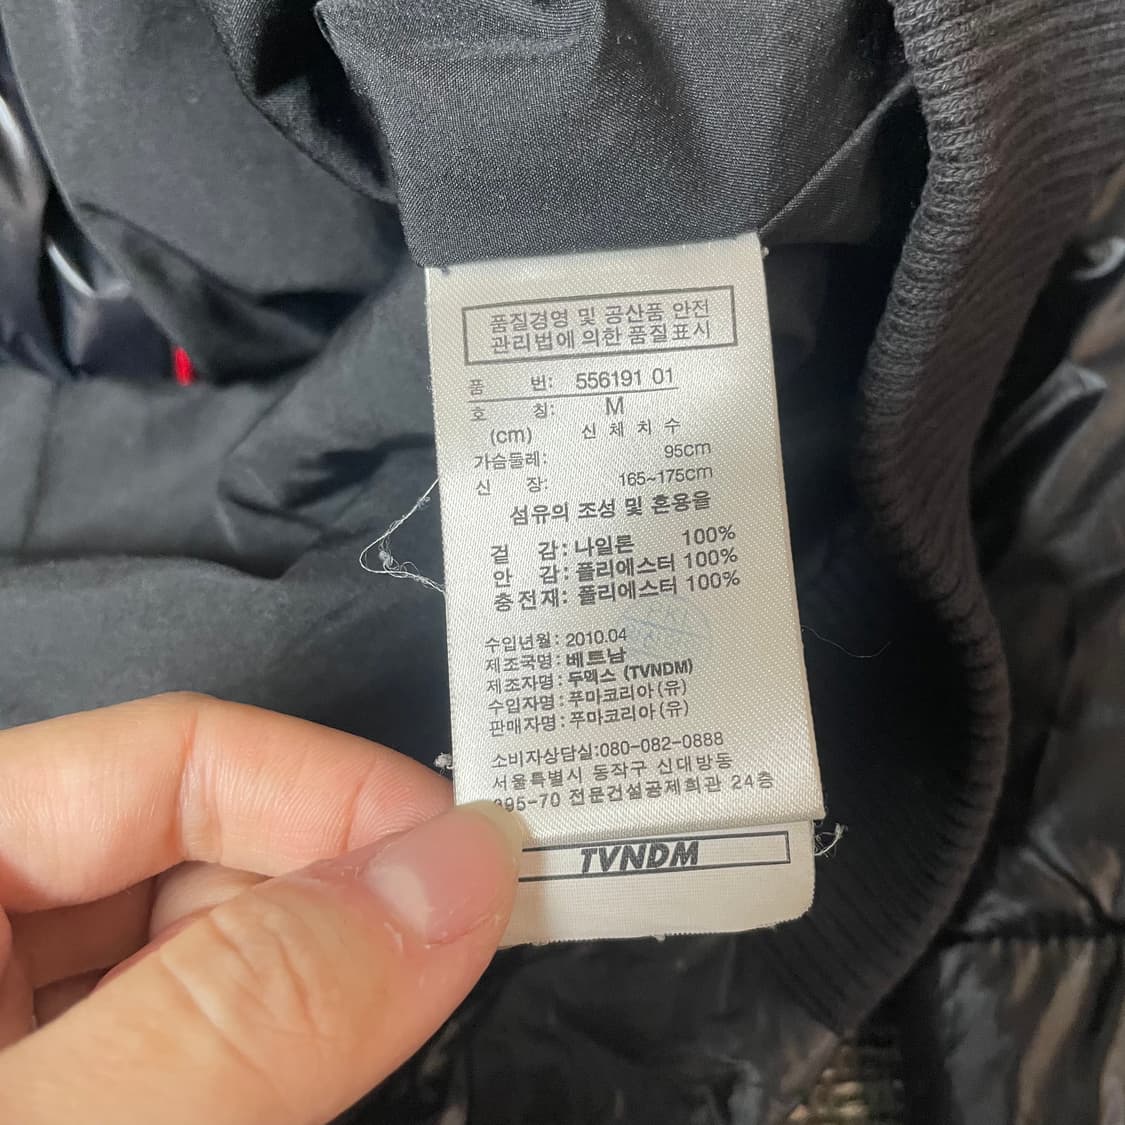 품질경영 및 공산품 안전
관리법에 의한 품질표시
품 번: 556191 01
호 칭: M
(cm) 신 체 치 수
가슴둘레: 95cm
신 장: 165~175cm
섬유의 조성 및 혼용율
겉 감: 나일론 100%
안 감: 폴리에스터 100%
충전재: 폴리에스터 100%
수입년월: 2010.04
제조국명: 베트남
제조자명: 두멕스 (TVNDM)
수입자명: 푸마코리아(유)
판매자명: 푸마코리아(유)
소비자상담실:080-082-0888
서울특별시 동작구 신대방동
395-70 전문건설공제회관 24층
TVNDM